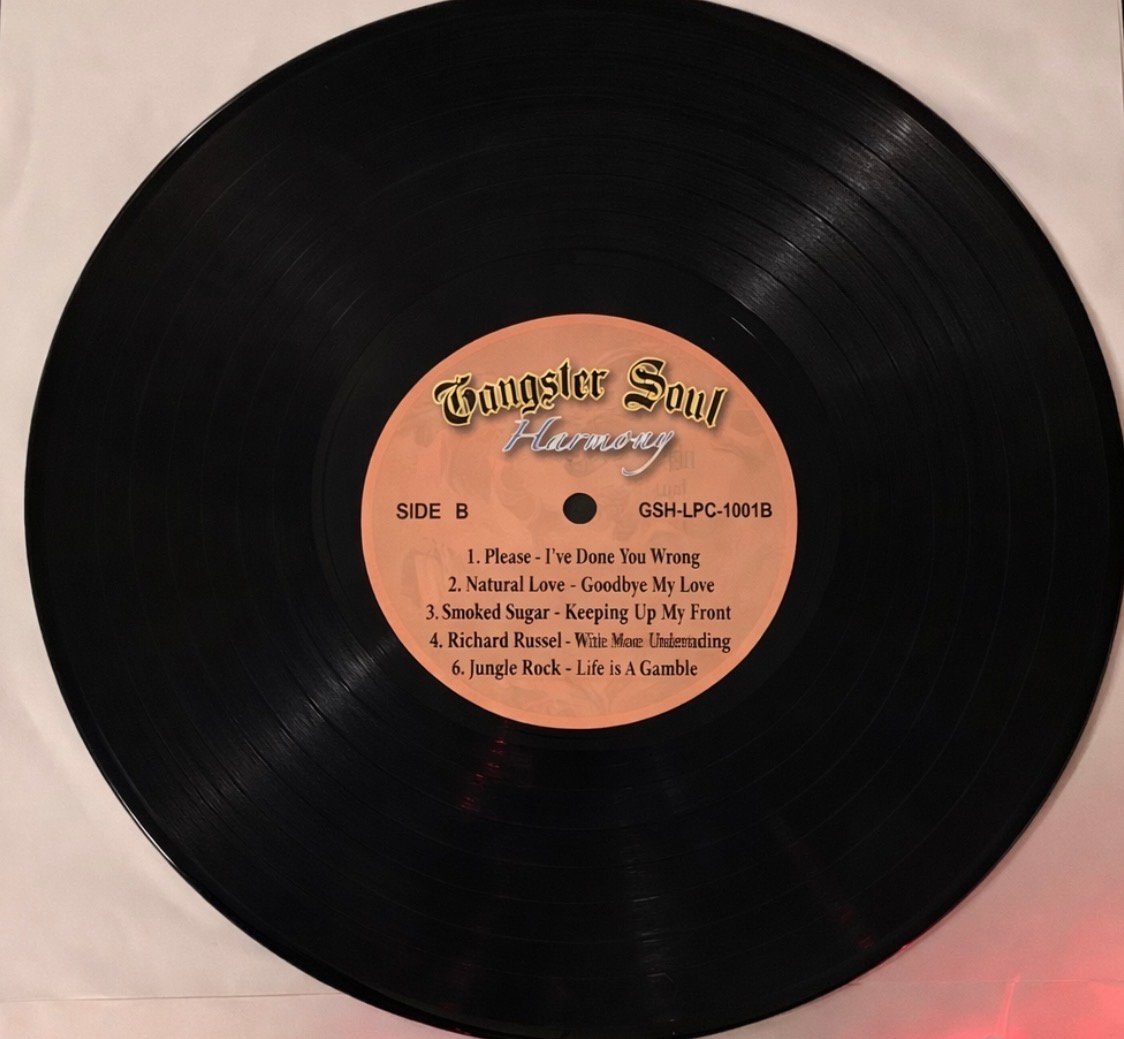 Gangster Soul
Harmony
SIDE B
GSH-LPC-1001B
1. Please - I've Done You Wrong
2. Natural Love - Goodbye My Love
3. Smoked Sugar - Keeping Up My Front
4. Richard Russel -
6. Jungle Rock - Life is A Gamble